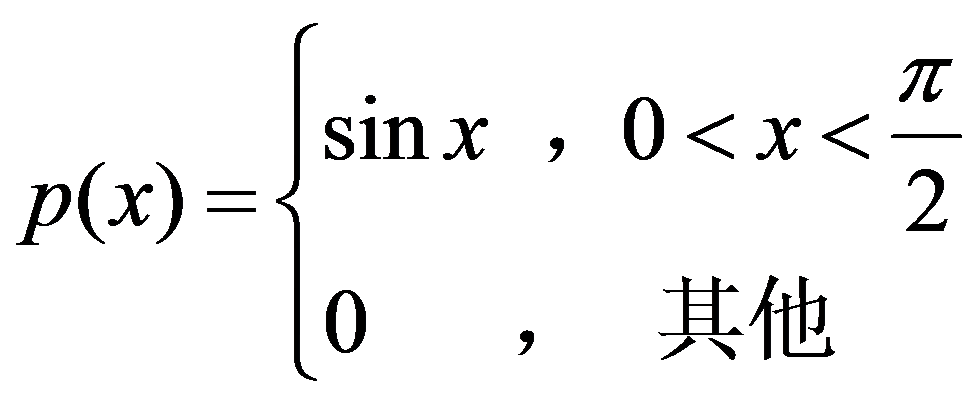 p(x) = { sin x , 0 < x < π/2
0 , 其他